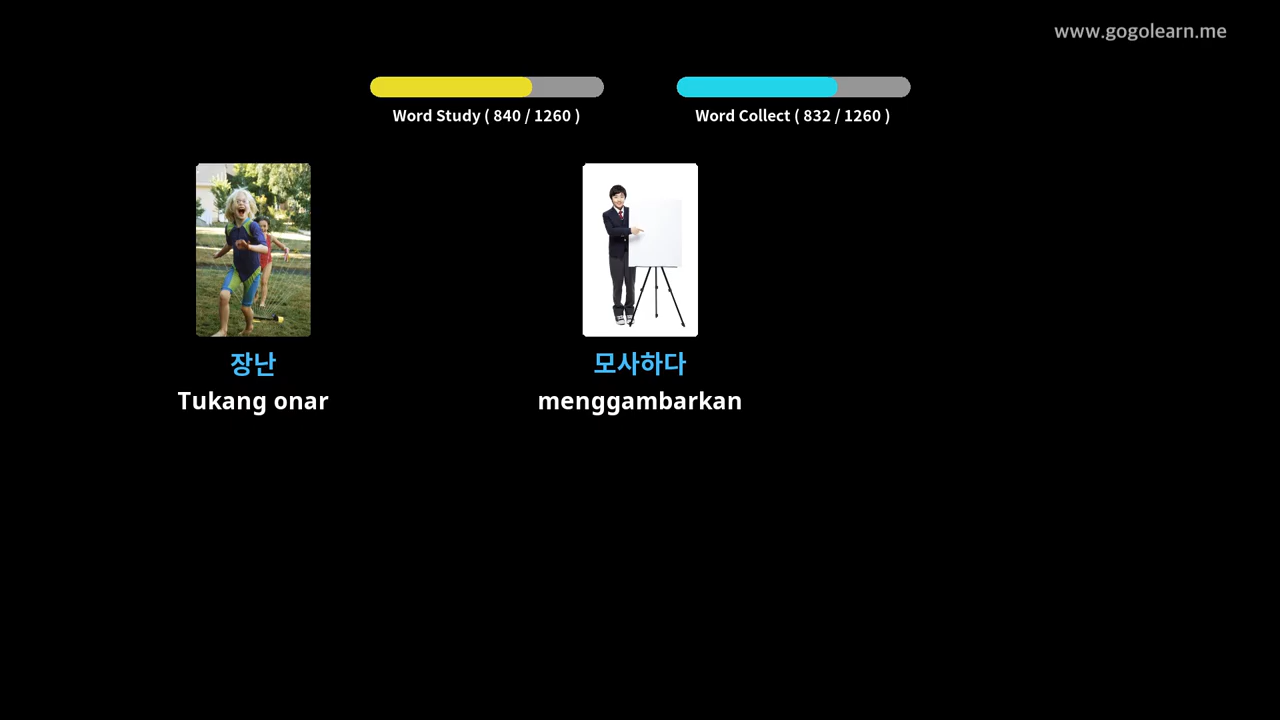 www.gogolearn.me
Word Study ( 840 / 1260 )
Word Collect ( 832 / 1260 )
장난
Tukang onar
모사하다
menggambarkan